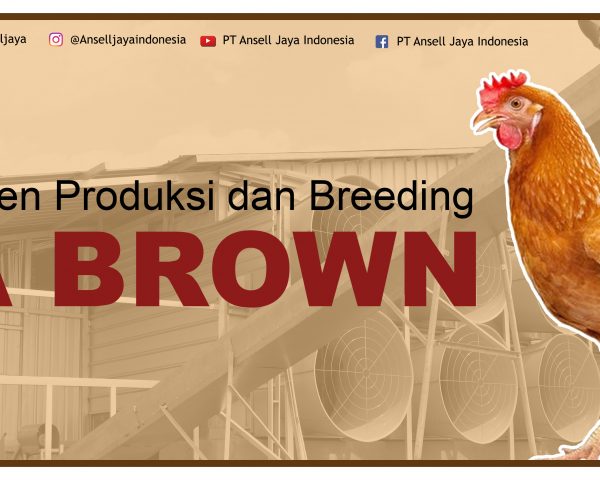 ljaya @Anselljayaindonesia PT Ansell Jaya Indonesia PT Ansell Jaya Indonesia
en Produksi dan Breeding
A BROWN